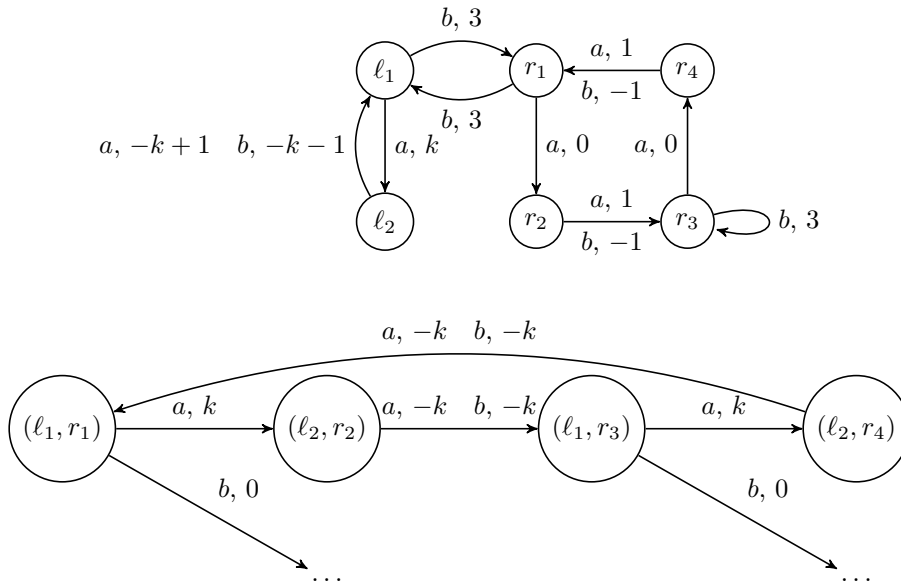 b, 3
ℓ₁
r₁
a, 1
r₄
b, −1
b, 3
a, −k + 1 b, −k − 1
a, k
a, 0
a, 0
ℓ₂
r₂
a, 1
b, −1
r₃
b, 3
a, −k b, −k
(ℓ₁, r₁)
a, k
(ℓ₂, r₂)
a, −k b, −k
(ℓ₁, r₃)
a, k
(ℓ₂, r₄)
b, 0
b, 0
...
...